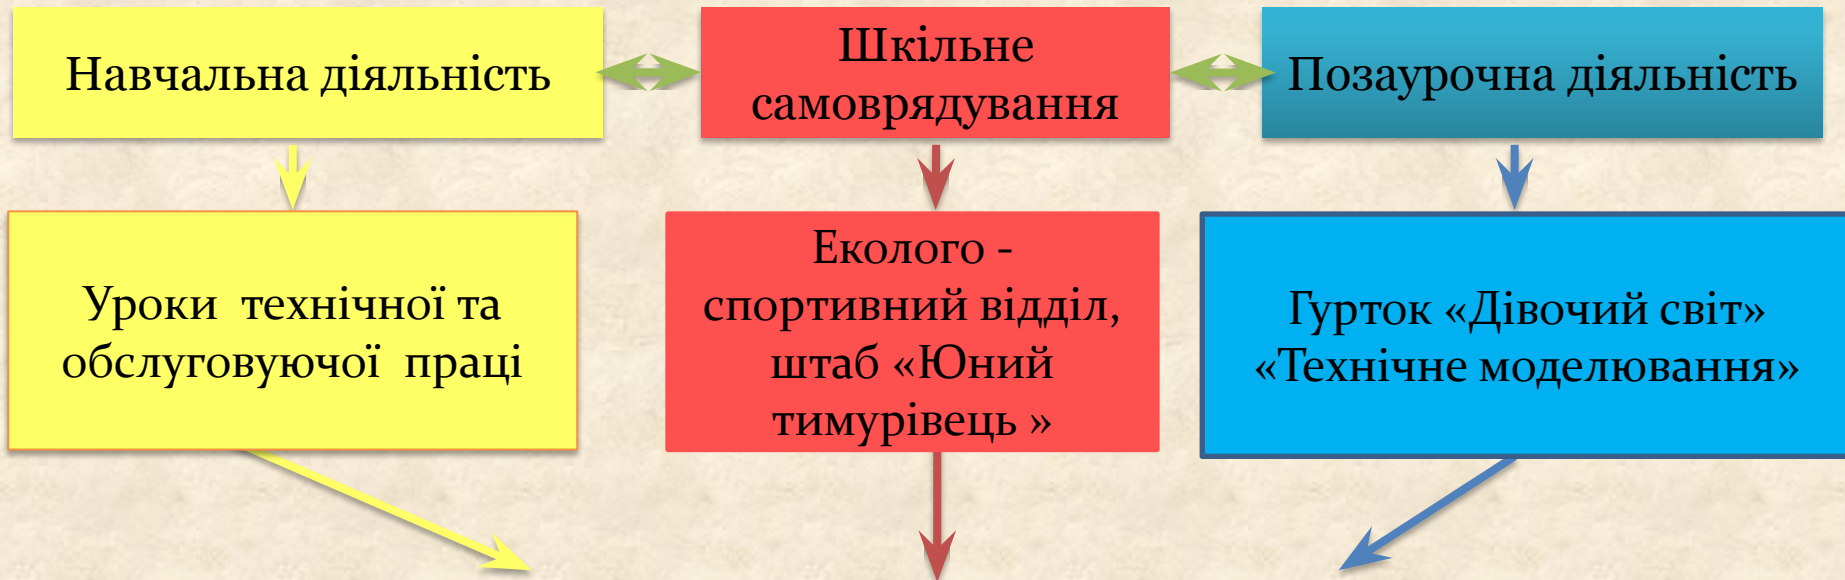 Навчальна діяльність
Шкільне
самоврядування
Позаурочна діяльність
Уроки технічної та
обслуговуючої праці
Еколого -
спортивний відділ,
штаб «Юний
тимурівець »
Гурток «Дівочий світ»
«Технічне моделювання»